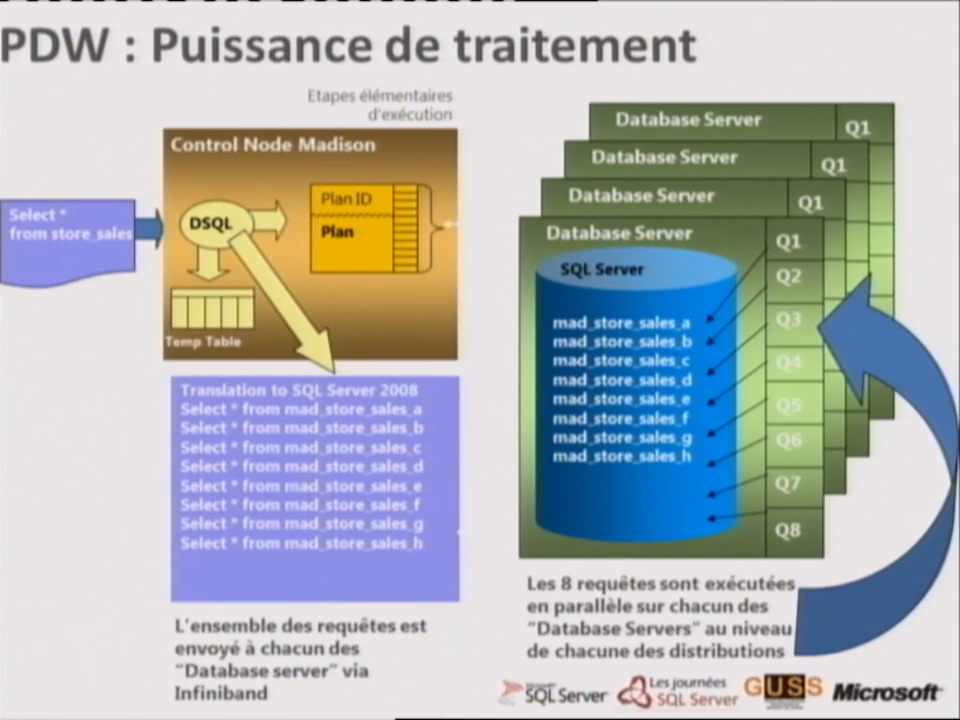 PDW : Puissance de traitement
Etapes élémentaires
d'exécution
Control Node Madison
Select *
from store_sales
DSQL
Plan ID
Plan
Temp Table
Translation to SQL Server 2008
Select * from mad_store_sales_a
Select * from mad_store_sales_b
Select * from mad_store_sales_c
Select * from mad_store_sales_d
Select * from mad_store_sales_e
Select * from mad_store_sales_f
Select * from mad_store_sales_g
Select * from mad_store_sales_h
L'ensemble des requêtes est
envoyé à chacun des
"Database server" via
Infiniband
Database Server
Q1
Database Server
Q1
Database Server
Q1
Database Server
Q1
Q2
Q3
Q4
Q5
Q6
Q7
Q8
SQL Server
mad_store_sales_a
mad_store_sales_b
mad_store_sales_c
mad_store_sales_d
mad_store_sales_e
mad_store_sales_f
mad_store_sales_g
mad_store_sales_h
Les 8 requêtes sont exécutées
en parallèle sur chacun des
"Database Servers" au niveau
de chacune des distributions
SQL Server
Les journées
SQL Server
GUSS
Microsoft